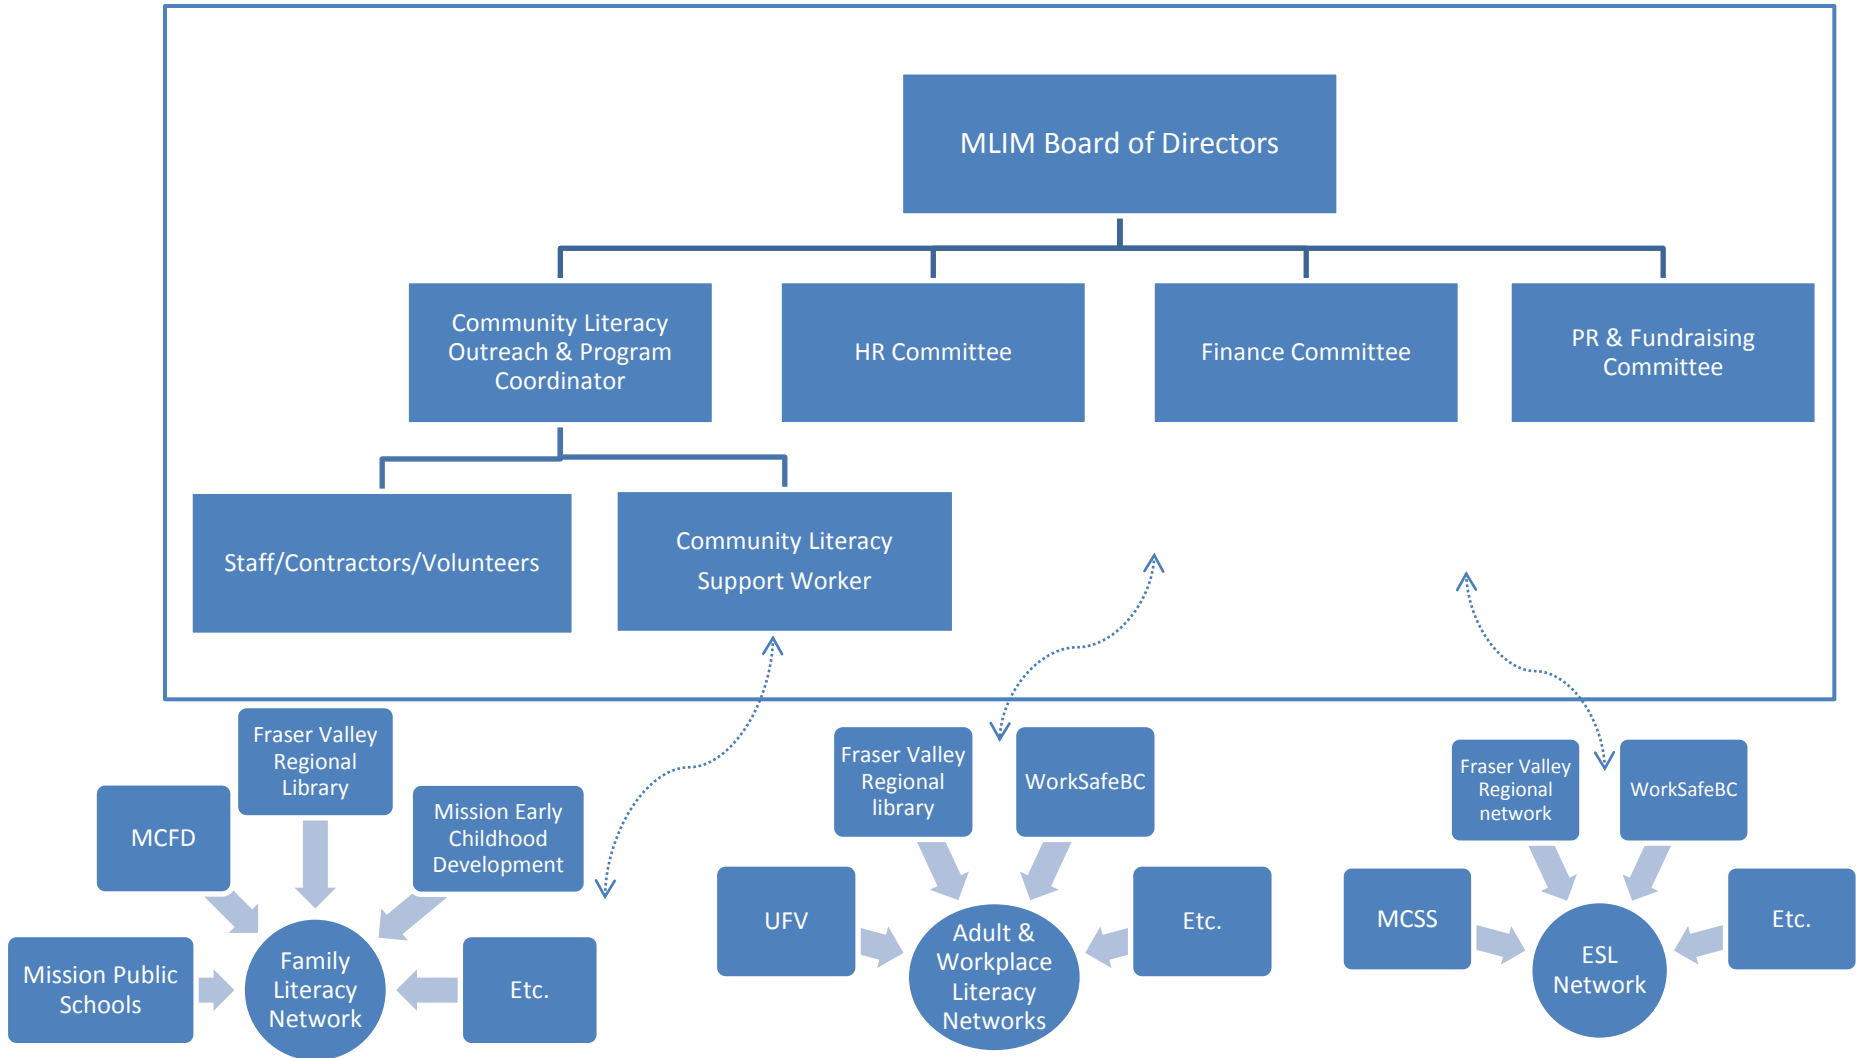 MLIM Board of Directors
Community Literacy
Outreach & Program
Coordinator
HR Committee
Finance Committee
PR & Fundraising
Committee
Staff/Contractors/Volunteers
Community Literacy
Support Worker
Fraser Valley
Regional
Library
MCFD
Mission Early
Childhood
Development
Mission Public
Schools
Family
Literacy
Network
Etc.
Fraser Valley
Regional
library
WorkSafeBC
UFV
Adult &
Workplace
Literacy
Networks
Etc.
Fraser Valley
Regional
network
WorkSafeBC
MCSS
ESL
Network
Etc.